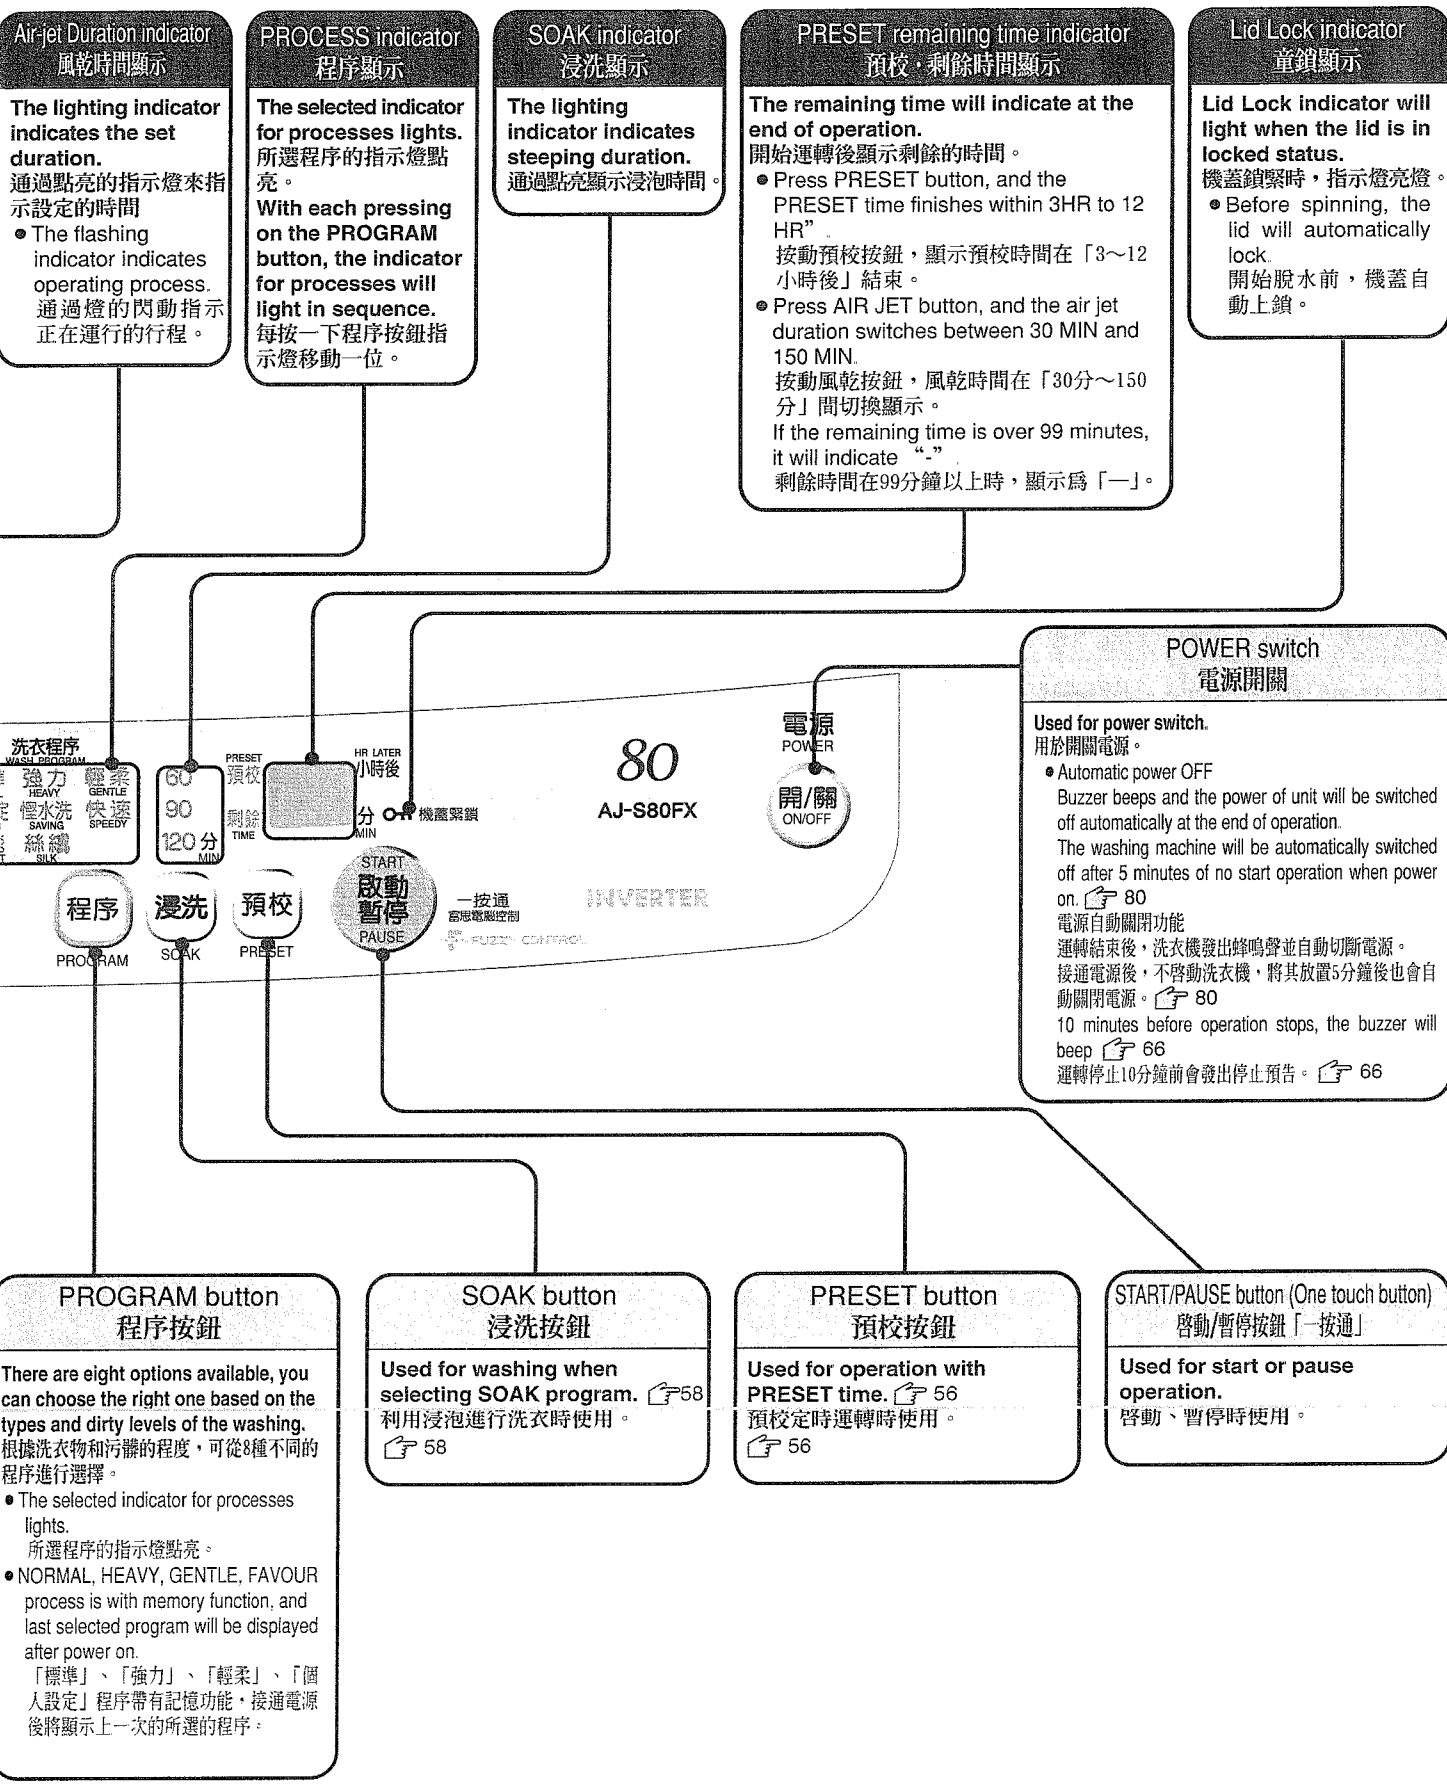 Air-jet Duration indicator
風乾時間顯示
The lighting indicator
indicates the set
duration.
通過點亮的指示燈來指
示設定的時間
● The flashing
indicator indicates
operating process.
通過燈的閃動指示
正在運行的行程。
PROCESS indicator
程序顯示
The selected indicator
for processes lights.
所選程序的指示燈點
亮。
With each pressing
on the PROGRAM
button, the indicator
for processes will
light in sequence.
每按一下程序按鈕指
示燈移動一位。
SOAK indicator
浸洗顯示
The lighting
indicator indicates
steeping duration.
通過點亮顯示浸泡時間。
PRESET remaining time indicator
預校·剩餘時間顯示
The remaining time will indicate at the
end of operation.
開始運轉後顯示剩餘的時間。
● Press PRESET button, and the
PRESET time finishes within 3HR to 12
HR”.
按動預校按鈕，顯示預校時間在「3～12
小時後」結束。
● Press AIR JET button, and the air jet
duration switches between 30 MIN and
150 MIN.
按動風乾按鈕，風乾時間在「30分～150
分」間切換顯示。
If the remaining time is over 99 minutes,
it will indicate “-”.
剩餘時間在99分鐘以上時，顯示爲「—」。
Lid Lock indicator
童鎖顯示
Lid Lock indicator will
light when the lid is in
locked status.
機蓋鎖緊時，指示燈亮燈。
● Before spinning, the
lid will automatically
lock.
開始脫水前，機蓋自
動上鎖。
POWER switch
電源開關
Used for power switch.
用於開關電源。
● Automatic power OFF
Buzzer beeps and the power of unit will be switched
off automatically at the end of operation.
The washing machine will be automatically switched
off after 5 minutes of no start operation when power
on. 80
電源自動關閉功能
運轉結束後，洗衣機發出蜂鳴聲並自動切斷電源。
接通電源後，不啓動洗衣機，將其放置5分鐘後也會自
動關閉電源。 80
10 minutes before operation stops, the buzzer will
beep 66
運轉停止10分鐘前會發出停止預告。 66
洗衣程序
WASH PROGRAM
強力 輕柔
HEAVY GENTLE
慳水洗 快速
SAVING SPEEDY
絲織
SILK
60
90
120 分
MIN
PRESET
預校
剩餘
TIME
HR LATER
小時後
分
MIN
機蓋緊鎖
80
AJ-S80FX
INVERTER
電源
POWER
開/關
ON/OFF
程序
PROGRAM
浸洗
SOAK
預校
PRESET
START
啟動
暫停
PAUSE
一按通
富思電腦控制
FUZZY CONTROL
PROGRAM button
程序按鈕
There are eight options available, you
can choose the right one based on the
types and dirty levels of the washing.
根據洗衣物和污髒的程度，可從8種不同的
程序進行選擇。
● The selected indicator for processes
lights.
所選程序的指示燈點亮。
● NORMAL, HEAVY, GENTLE, FAVOUR
process is with memory function, and
last selected program will be displayed
after power on.
「標準」、「強力」、「輕柔」、「個
人設定」程序帶有記憶功能，接通電源
後將顯示上一次的所選的程序。
SOAK button
浸洗按鈕
Used for washing when
selecting SOAK program. 58
利用浸泡進行洗衣時使用。
58
PRESET button
預校按鈕
Used for operation with
PRESET time. 56
預校定時運轉時使用。
56
START/PAUSE button (One touch button)
啓動/暫停按鈕「一按通」
Used for start or pause
operation.
啓動、暫停時使用。